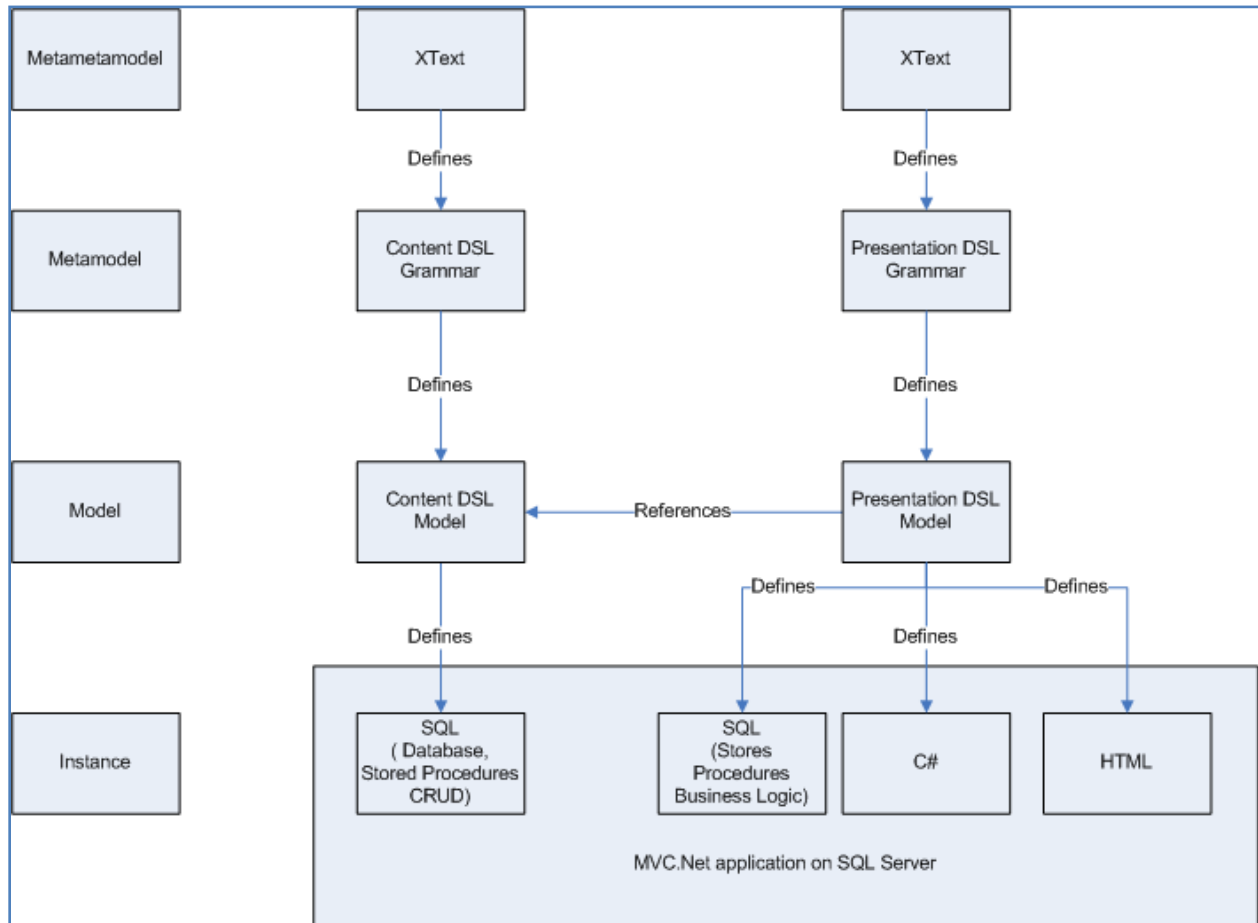 Metametamodel
XText
XText
Defines
Defines
Metamodel
Content DSL
Grammar
Presentation DSL
Grammar
Defines
Defines
Model
Content DSL
Model
References
Presentation DSL
Model
Defines
Defines
Defines
Defines
Instance
SQL
( Database,
Stored Procedures
CRUD)
SQL
(Stores
Procedures
Business Logic)
C#
HTML
MVC.Net application on SQL Server